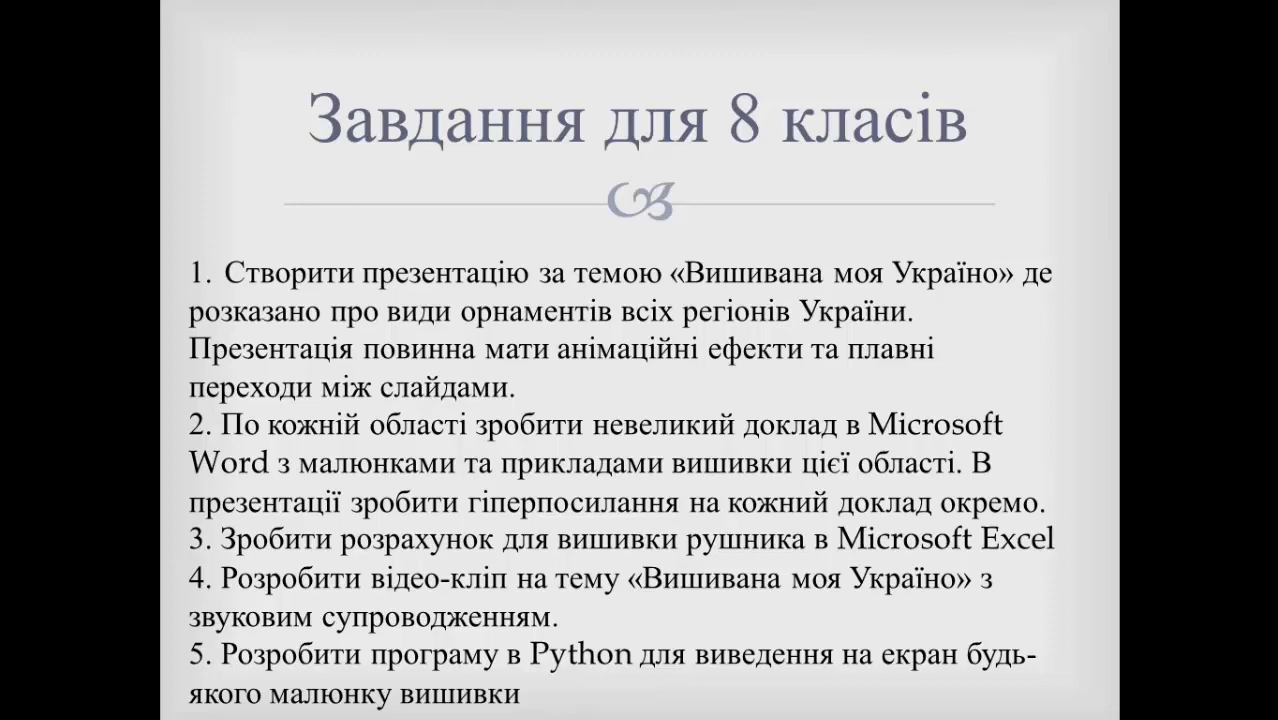 Завдання для 8 класів
1. Створити презентацію за темою «Вишивана моя Україно» де
розказано про види орнаментів всіх регіонів України.
Презентація повинна мати анімаційні ефекти та плавні
переходи між слайдами.
2. По кожній області зробити невеликий доклад в Microsoft
Word з малюнками та прикладами вишивки цієї області. В
презентації зробити гіперпосилання на кожний доклад окремо.
3. Зробити розрахунок для вишивки рушника в Microsoft Excel
4. Розробити відео-кліп на тему «Вишивана моя Україно» з
звуковим супроводженням.
5. Розробити програму в Python для виведення на екран будь-
якого малюнку вишивки